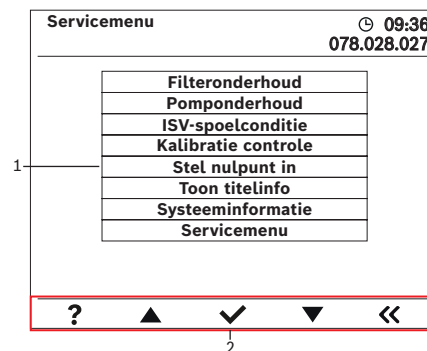 Servicemenu
09:36
078.028.027
Filteronderhoud
Pomponderhoud
ISV-spoelconditie
Kalibratie controle
1
Stel nulpunt in
Toon titelinfo
Systeeminformatie
Servicemenu
?
2